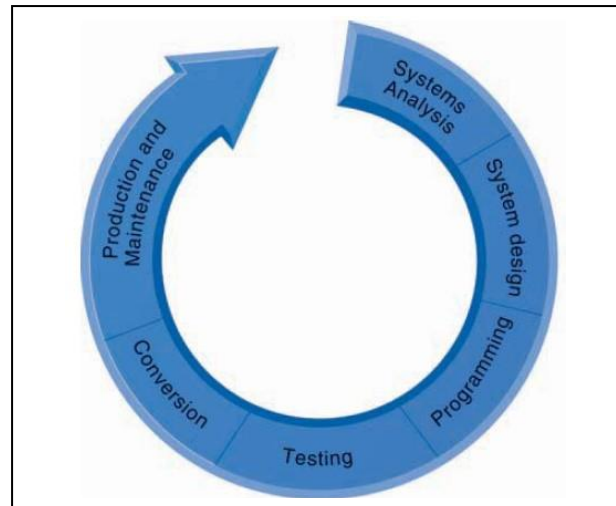 Systems
Analysis
System design
Programming
Testing
Conversion
Production and
Maintenance